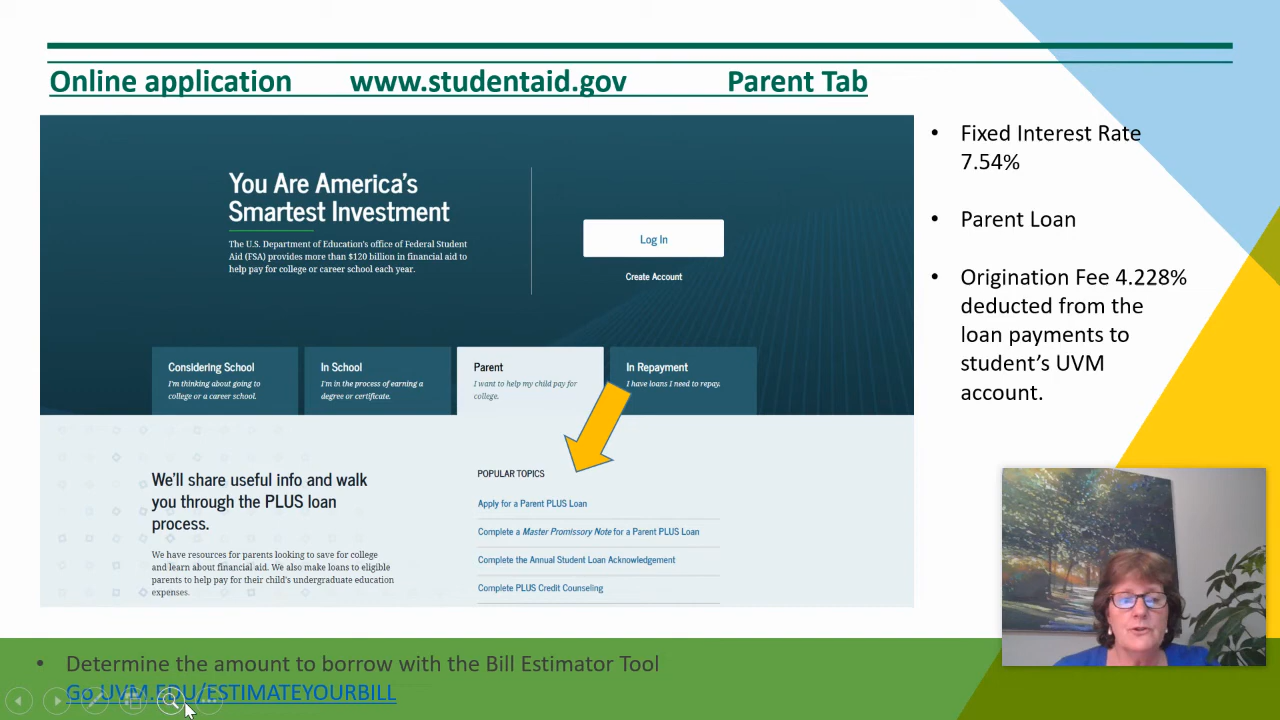 Online application www.studentaid.gov Parent Tab
You Are America's
Smartest Investment
The U.S. Department of Education's office of Federal Student
Aid (FSA) provides more than $120 billion in financial aid to
help pay for college or career school each year.
Log In
Create Account
Considering School
I'm thinking about going to
college or a career school.
In School
I'm in the process of earning a
degree or certificate.
Parent
I want to help my child pay for
college.
In Repayment
I have loans I need to repay.
We'll share useful info and walk
you through the PLUS loan
process.
We have resources for parents looking to save for college
and learn about financial aid. We also make loans to eligible
parents to help pay for their child's undergraduate education
expenses.
POPULAR TOPICS
Apply for a Parent PLUS Loan
Complete a Master Promissory Note for a Parent PLUS Loan
Complete the Annual Student Loan Acknowledgement
Complete PLUS Credit Counseling
• Fixed Interest Rate
7.54%
• Parent Loan
• Origination Fee 4.228%
deducted from the
loan payments to
student's UVM
account.
• Determine the amount to borrow with the Bill Estimator Tool
Go.UVM.EDU/ESTIMATEYOURBILL